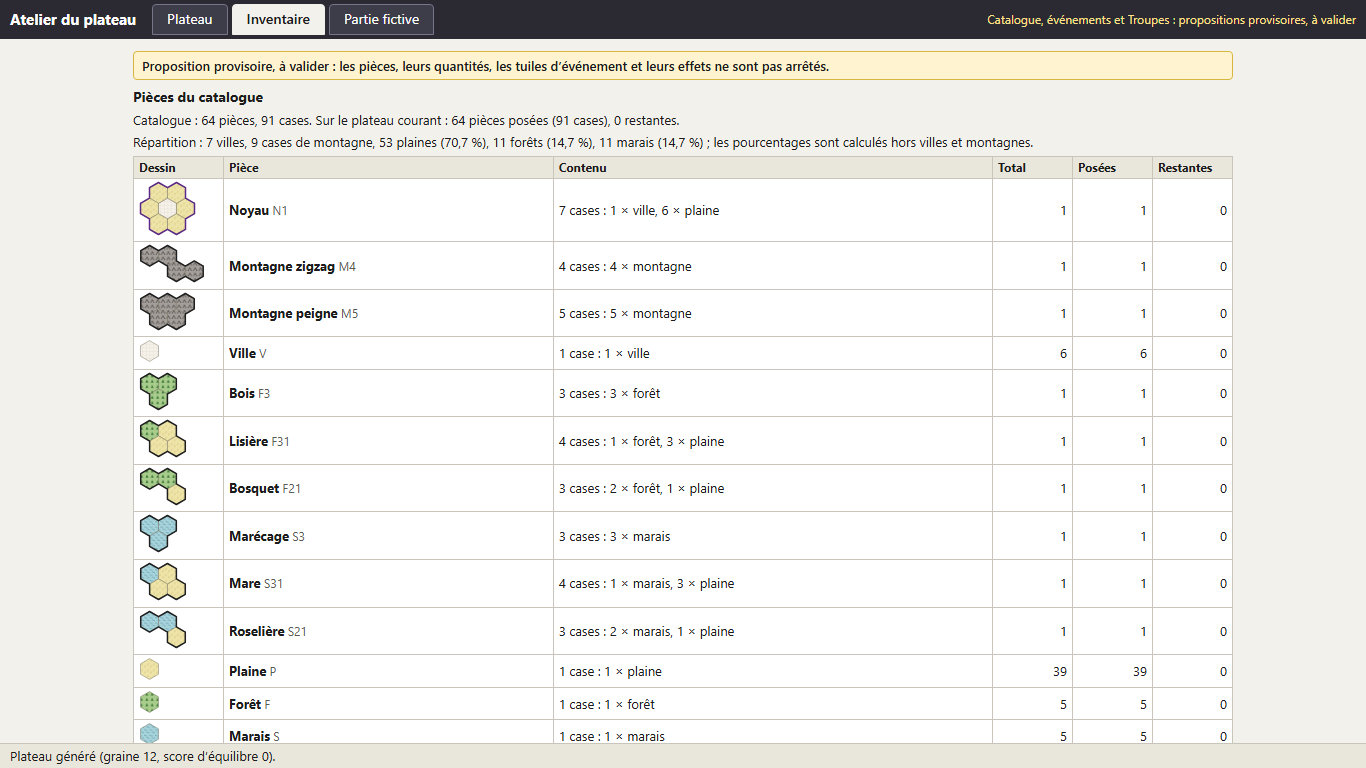 Atelier du plateau Plateau Inventaire Partie fictive Catalogue, événements et Troupes : propositions provisoires, à valider
Proposition provisoire, à valider : les pièces, leurs quantités, les tuiles d’événement et leurs effets ne sont pas arrêtés.
Pièces du catalogue
Catalogue : 64 pièces, 91 cases. Sur le plateau courant : 64 pièces posées (91 cases), 0 restantes.
Répartition : 7 villes, 9 cases de montagne, 53 plaines (70,7 %), 11 forêts (14,7 %), 11 marais (14,7 %) ; les pourcentages sont calculés hors villes et montagnes.
Dessin Pièce Contenu Total Posées Restantes
Noyau N1 7 cases : 1 × ville, 6 × plaine 1 1 0
Montagne zigzag M4 4 cases : 4 × montagne 1 1 0
Montagne peigne M5 5 cases : 5 × montagne 1 1 0
Ville V 1 case : 1 × ville 6 6 0
Bois F3 3 cases : 3 × forêt 1 1 0
Lisière F31 4 cases : 1 × forêt, 3 × plaine 1 1 0
Bosquet F21 3 cases : 2 × forêt, 1 × plaine 1 1 0
Marécage S3 3 cases : 3 × marais 1 1 0
Mare S31 4 cases : 1 × marais, 3 × plaine 1 1 0
Roselière S21 3 cases : 2 × marais, 1 × plaine 1 1 0
Plaine P 1 case : 1 × plaine 39 39 0
Forêt F 1 case : 1 × forêt 5 5 0
Marais S 1 case : 1 × marais 5 5 0
Plateau généré (graine 12, score d’équilibre 0).